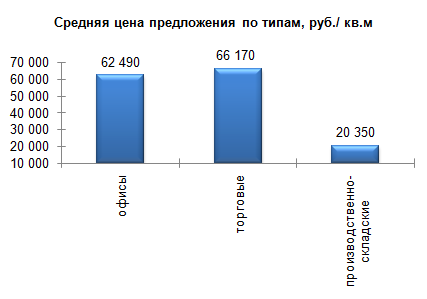 Средняя цена предложения по типам, руб./ кв.м
70 000
60 000
50 000
40 000
30 000
20 000
10 000
62 490
66 170
20 350
офисы
торговые
производственно-
складские